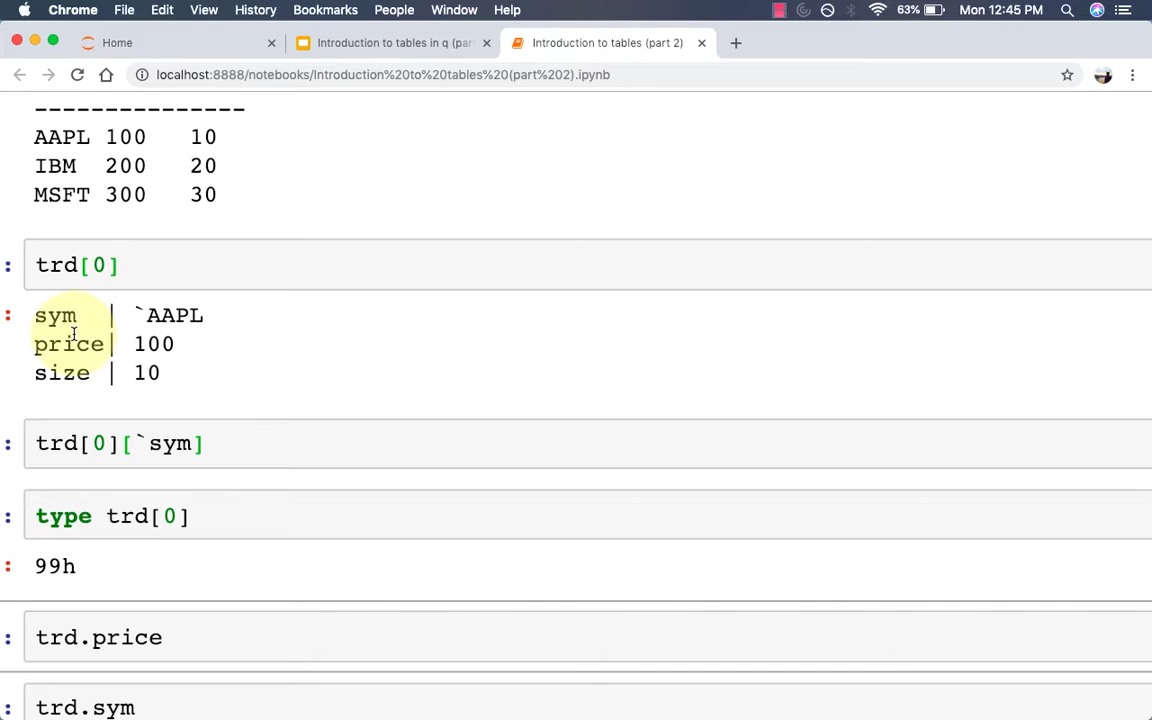 Chrome File Edit View History Bookmarks People Window Help 63% Mon 12:45 PM
Home Introduction to tables in q (par Introduction to tables (part 2)
localhost:8888/notebooks/Introduction%20to%20tables%20(part%202).ipynb
--------------
AAPL 100 10
IBM 200 20
MSFT 300 30
: trd[0]
: sym | `AAPL
price| 100
size | 10
: trd[0][`sym]
: type trd[0]
: 99h
: trd.price
: trd.sym